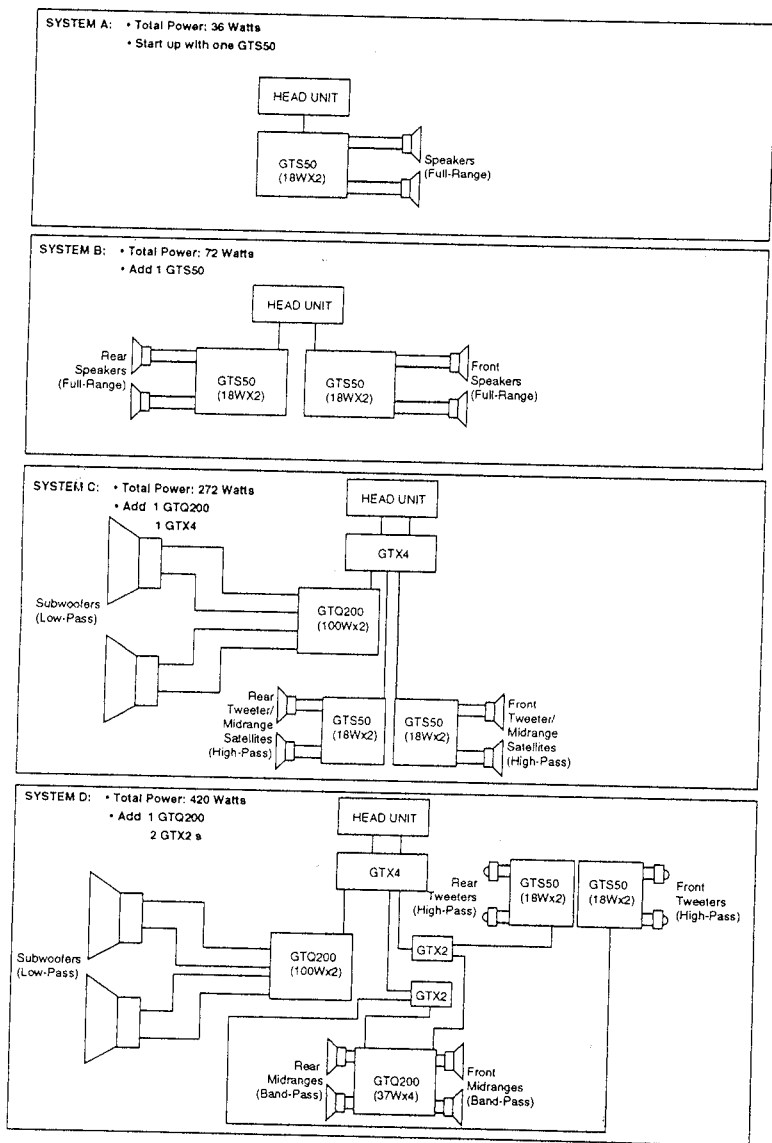 SYSTEM A: • Total Power: 36 Watts
• Start up with one GTS50
HEAD UNIT
GTS50
(18WX2)
Speakers
(Full-Range)
SYSTEM B: • Total Power: 72 Watts
• Add 1 GTS50
HEAD UNIT
Rear
Speakers
(Full-Range)
GTS50
(18WX2)
GTS50
(18WX2)
Front
Speakers
(Full-Range)
SYSTEM C: • Total Power: 272 Watts
• Add 1 GTQ200
1 GTX4
HEAD UNIT
GTX4
Subwoofers
(Low-Pass)
GTQ200
(100Wx2)
Rear
Tweeter/
Midrange
Satellites
(High-Pass)
GTS50
(18Wx2)
GTS50
(18Wx2)
Front
Tweeter/
Midrange
Satellites
(High-Pass)
SYSTEM D: • Total Power: 420 Watts
• Add 1 GTQ200
2 GTX2 s
HEAD UNIT
GTX4
Rear
Tweeters
(High-Pass)
GTS50
(18Wx2)
GTS50
(18Wx2)
Front
Tweeters
(High-Pass)
Subwoofers
(Low-Pass)
GTQ200
(100Wx2)
GTX2
GTX2
Rear
Midranges
(Band-Pass)
GTQ200
(37Wx4)
Front
Midranges
(Band-Pass)